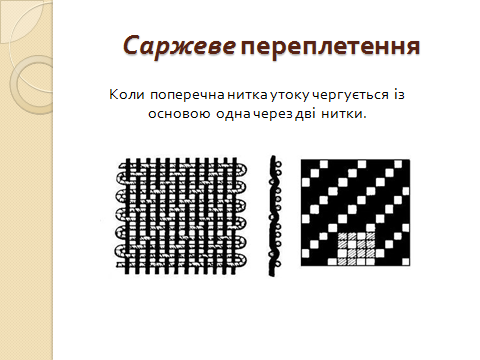 Саржеве переплетення
Коли поперечна нитка утоку чергується із
основою одна через дві нитки.